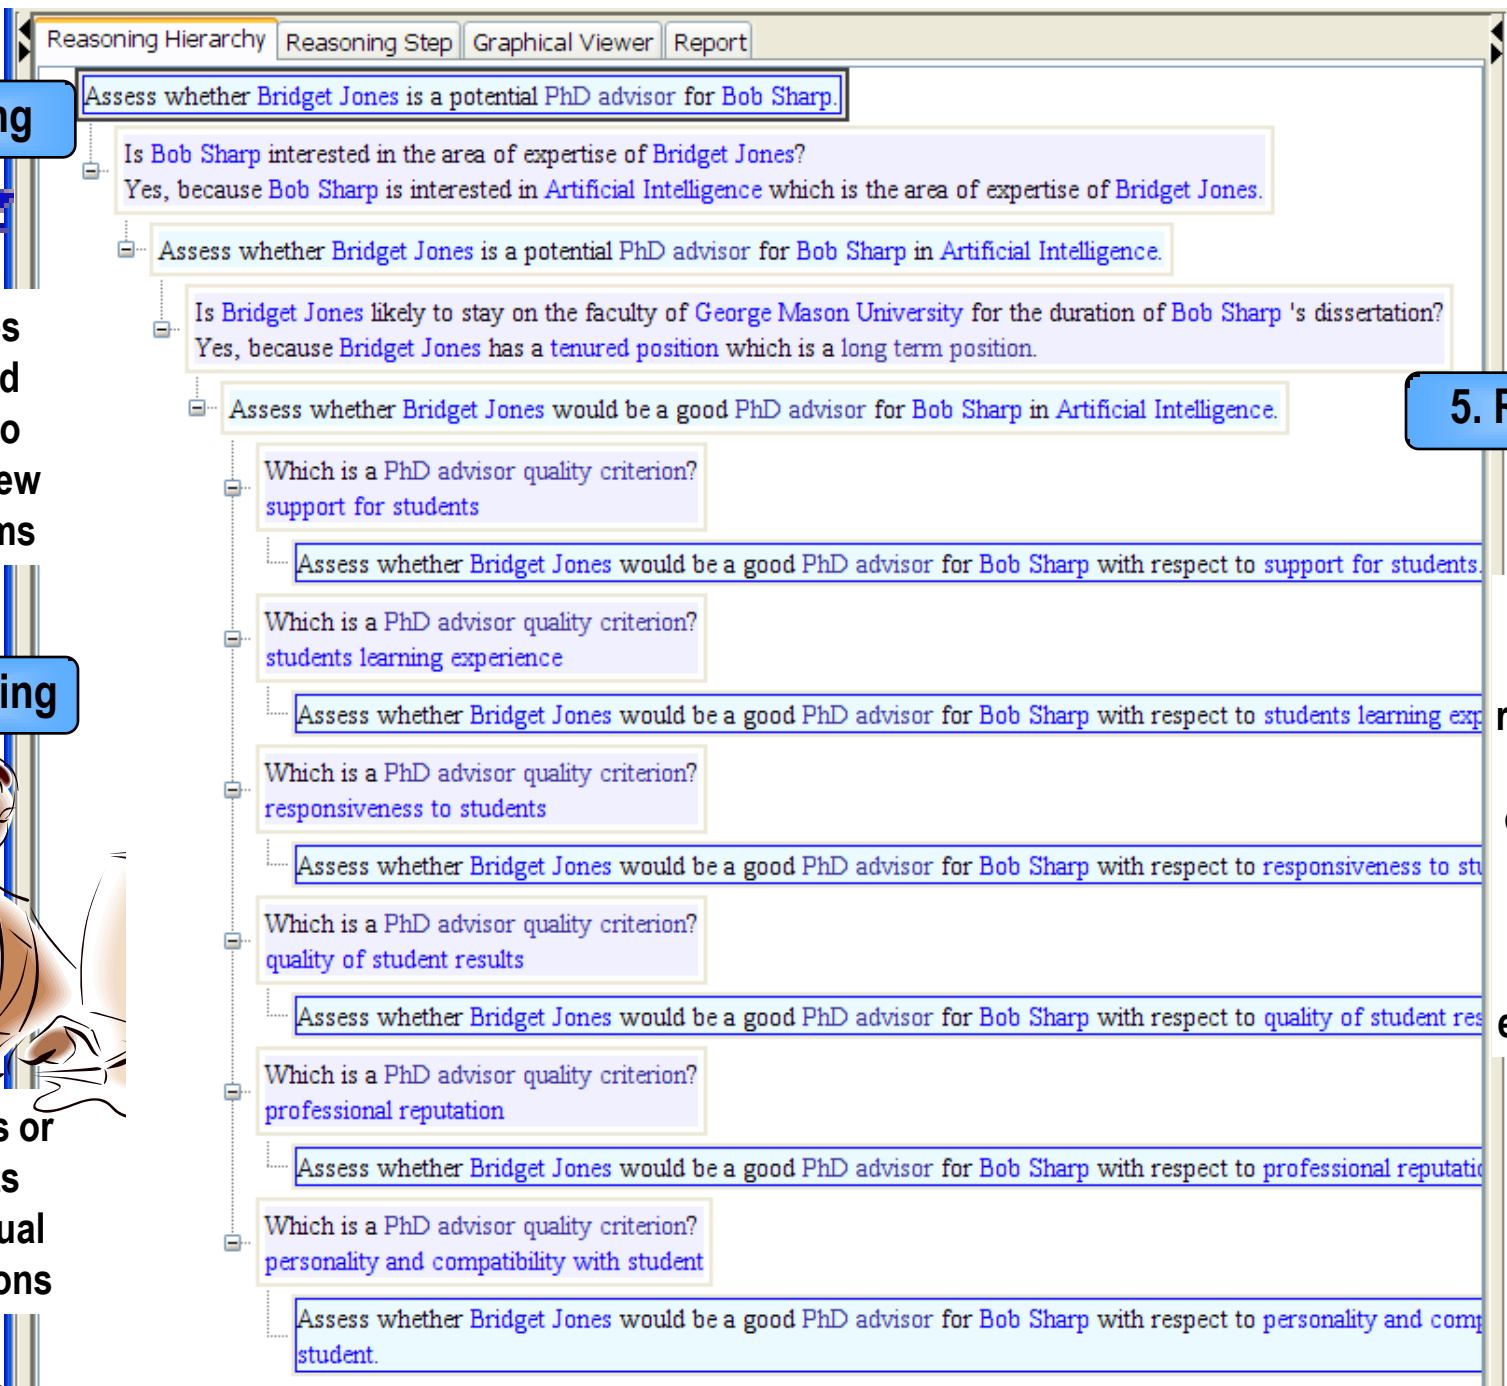 Reasoning Hierarchy Reasoning Step Graphical Viewer Report
Assess whether Bridget Jones is a potential PhD advisor for Bob Sharp.
Is Bob Sharp interested in the area of expertise of Bridget Jones?
Yes, because Bob Sharp is interested in Artificial Intelligence which is the area of expertise of Bridget Jones.
Assess whether Bridget Jones is a potential PhD advisor for Bob Sharp in Artificial Intelligence.
Is Bridget Jones likely to stay on the faculty of George Mason University for the duration of Bob Sharp 's dissertation?
Yes, because Bridget Jones has a tenured position which is a long term position.
Assess whether Bridget Jones would be a good PhD advisor for Bob Sharp in Artificial Intelligence.
5.
Which is a PhD advisor quality criterion?
support for students
Assess whether Bridget Jones would be a good PhD advisor for Bob Sharp with respect to support for students.
Which is a PhD advisor quality criterion?
students learning experience
Assess whether Bridget Jones would be a good PhD advisor for Bob Sharp with respect to students learning exp
Which is a PhD advisor quality criterion?
responsiveness to students
Assess whether Bridget Jones would be a good PhD advisor for Bob Sharp with respect to responsiveness to stu
Which is a PhD advisor quality criterion?
quality of student results
Assess whether Bridget Jones would be a good PhD advisor for Bob Sharp with respect to quality of student res
Which is a PhD advisor quality criterion?
professional reputation
Assess whether Bridget Jones would be a good PhD advisor for Bob Sharp with respect to professional reputatio
Which is a PhD advisor quality criterion?
personality and compatibility with student
Assess whether Bridget Jones would be a good PhD advisor for Bob Sharp with respect to personality and comp
student.
ng
s
d
o
ew
ms
ing
s or
ts
ual
ons